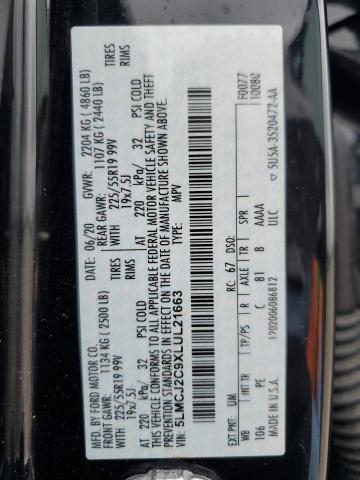 MFD. BY FORD MOTOR CO.
DATE: 06/20 GVWR: 2204 KG ( 4860 LB)
FRONT GAWR: 1134 KG ( 2500 LB) REAR GAWR: 1107 KG ( 2440 LB)
WITH 225/55R19 99V TIRES WITH 225/55R19 99V TIRES
19x7.5J RIMS 19x7.5J RIMS
AT 220 kPa/ 32 PSI COLD AT 220 kPa/ 32 PSI COLD
THIS VEHICLE CONFORMS TO ALL APPLICABLE FEDERAL MOTOR VEHICLE SAFETY AND THEFT
PREVENTION STANDARDS IN EFFECT ON THE DATE OF MANUFACTURE SHOWN ABOVE.
VIN: 5LMCJ2C9XLUL21663 TYPE: MPV
F0077
10080
EXT PNT: UM RC: 67 DSO:
WB INT TR TP/PS R AXLE TR SPR
106 PE C 81 8 AAAA
MADE IN U.S.A. 12020060868​12 5U5A-3520472-AA